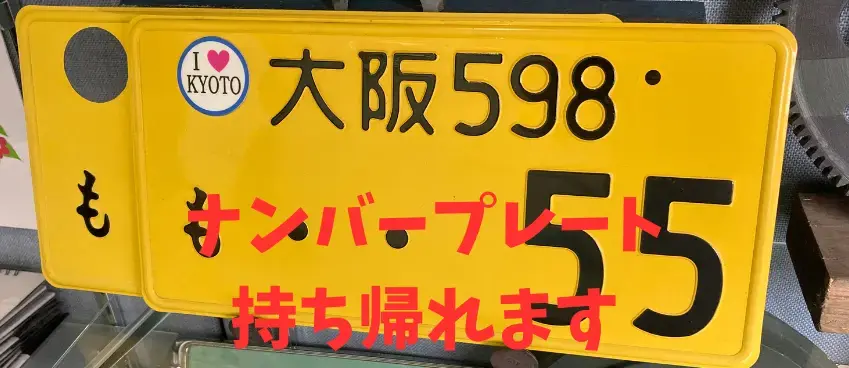 I ♥ KYOTO
大阪598
も ・・55
も
ナンバープレート
持ち帰れます